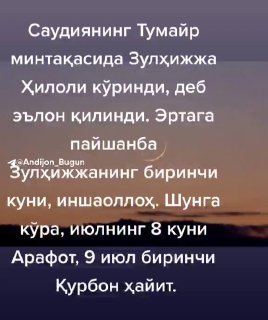 Саудиянинг Тумайр
минтақасида Зулҳижжа
Ҳилоли кўринди, деб
эълон қилинди. Эртага
пайшанба
@Andijon_Bugun
Зулҳижжанинг биринчи
куни, иншаоллоҳ. Шунга
кўра, июлнинг 8 куни
Арафот, 9 июл биринчи
Қурбон ҳайит.